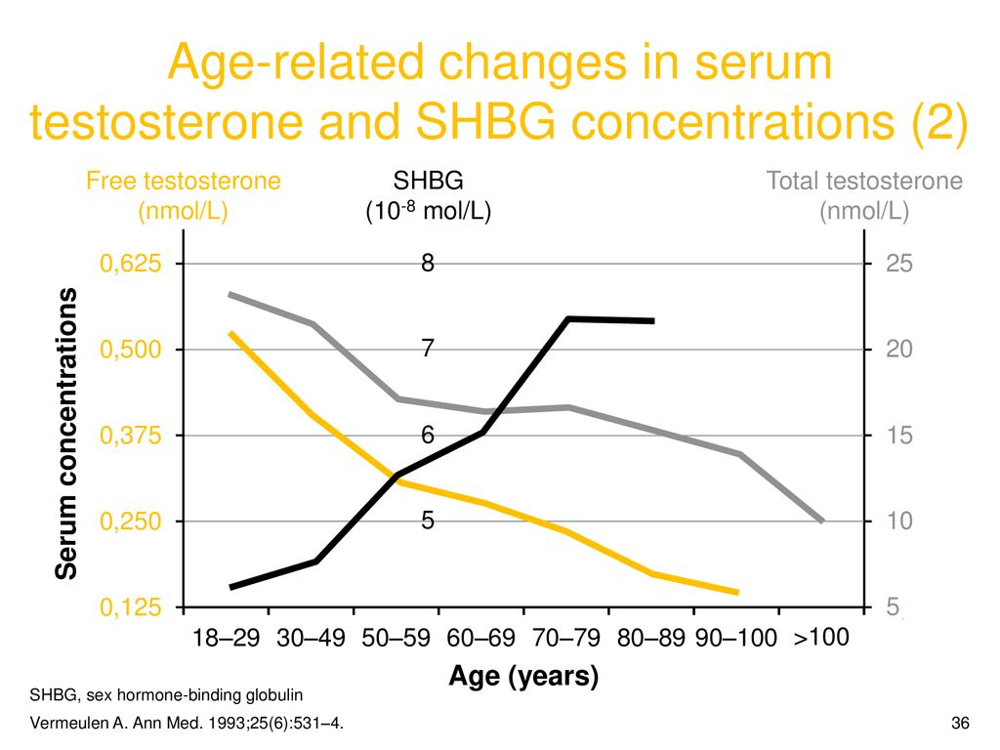 Age-related changes in serum
testosterone and SHBG concentrations (2)
Free testosterone
(nmol/L)
SHBG
(10-8 mol/L)
Total testosterone
(nmol/L)
Serum concentrations
0,625
0,500
0,375
0,250
0,125
8
7
6
5
25
20
15
10
5
18–29 30–49 50–59 60–69 70–79 80–89 90–100 >100
Age (years)
SHBG, sex hormone-binding globulin
Vermeulen A. Ann Med. 1993;25(6):531–4.
36